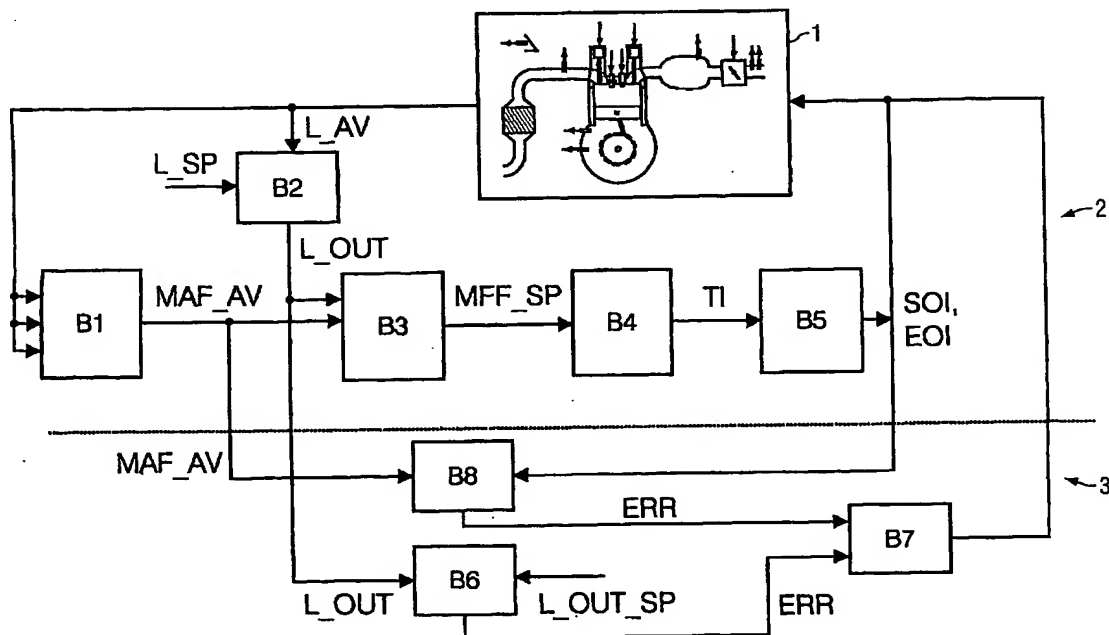 1
L_AV
L_SP
B2
2
L_OUT
MAF_AV
MFF_SP
TI
SOI,
EOI
B1
B3
B4
B5
MAF_AV
B8
3
ERR
B7
B6
L_OUT
L_OUT_SP
ERR